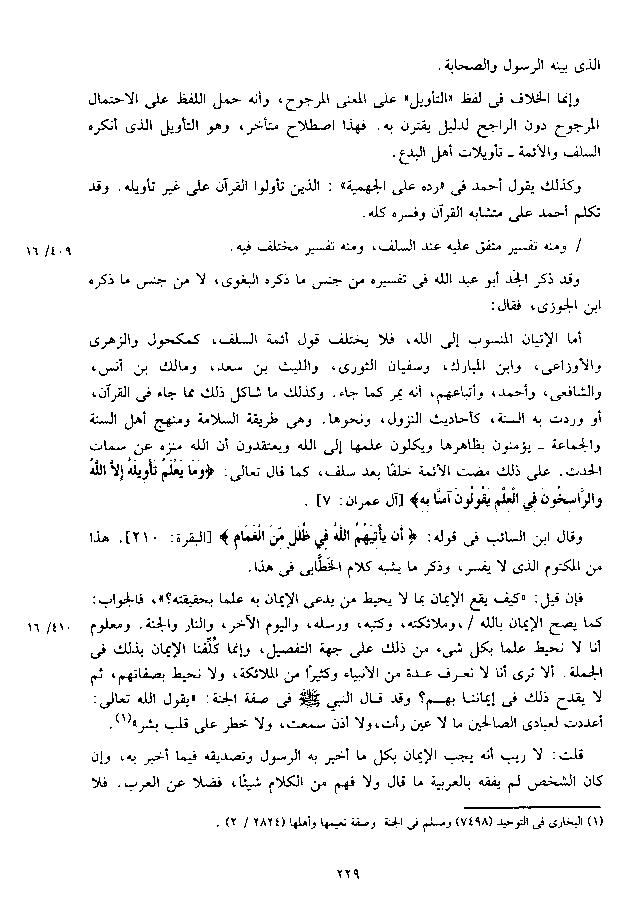 الذى بينه الرسول والصحابة.
وإنما الخلاف فى لفظ «التأويل» على المعنى المرجوح، وأنه حمل اللفظ على الاحتمال
المرجوح دون الراجح لدليل يقترن به. فهذا اصطلاح متأخر، وهو التأويل الذى أنكره
السلف والأئمة ـ تأويلات أهل البدع.
وكذلك يقول أحمد فى «رده على الجهمية» : الذين تأولوا القرآن على غير تأويله. وقد
تكلم أحمد على متشابه القرآن وفسره كله.
/ ومنه تفسير متفق عليه عند السلف، ومنه تفسير مختلف فيه. ١٦/٤٠٩
وقد ذكر الجَد أبو عبد الله فى تفسيره من جنس ما ذكره البغوى، لا من جنس ما ذكره
ابن الجوزى، فقال:
أما الإتيان المنسوب إلى الله، فلا يختلف قول أئمة السلف، كمكحول والزهرى
والأوزاعى، وابن المبارك، وسفيان الثورى، والليث بن سعد، ومالك بن أنس،
والشافعى، وأحمد، وأتباعهم، أنه يمر كما جاء. وكذلك ما شاكل ذلك مما جاء فى القرآن،
أو وردت به السنة، كأحاديث النزول، ونحوها. وهى طريقة السلامة ومنهج أهل السنة
والجماعة ـ يؤمنون بظاهرها ويكلون علمها إلى الله ويعتقدون أن الله منزه عن سمات
الحدث. على ذلك مضت الأئمة خلفًا بعد سلف، كما قال تعالى: ﴿وَمَا يَعْلَمُ تَأْوِيلَهُ إِلاَّ اللَّهُ
وَالرَّاسِخُونَ فِي الْعِلْمِ يَقُولُونَ آمَنَّا بِهِ﴾ [آل عمران: ٧] .
وقال ابن السائب فى قوله: ﴿ أَن يَأْتِيَهُمُ اللَّهُ فِي ظُلَلٍ مِّنَ الْغَمَامِ ﴾ [البقرة: ٢١٠]. هذا
من المكتوم الذى لا يفسر، وذكر ما يشبه كلام الخَطَّابى فى هذا.
فإن قيل: «كيف يقع الإيمان بما لا يحيط من يدعى الإيمان به علما بحقيقته؟»، فالجواب:
كما يصح الإيمان بالله /، وملائكته، وكتبه، ورسله، واليوم الآخر، والنار والجنة. ومعلوم ١٦/٤١٠
أنا لا نحيط علما بكل شىء من ذلك على جهة التفصيل، وإنما كُلِّفنا الإيمان بذلك فى
الجملة. ألا ترى أنا لا نعرف عدة من الأنبياء وكثيرًا من الملائكة، ولا نحيط بصفاتهم، ثم
لا يقدح ذلك فى إيماننا بهم؟ وقد قال النبي ﷺ فى صفة الجنة: «يقول الله تعالى:
أعددت لعبادى الصالحين ما لا عين رأت، ولا أذن سمعت، ولا خطر على قلب بشر»(١).
قلت: لا ريب أنه يجب الإيمان بكل ما أخبر به الرسول وتصديقه فيما أخبر به، وإن
كان الشخص لم يفقه بالعربية ما قال ولا فهم من الكلام شيئًا، فضلا عن العرب. فلا
(١) البخارى فى التوحيد (٧٤٩٨) ومسلم فى الجنة وصفة نعيمها وأهلها (٢٨٢٤ / ٢) .
٢٢٩